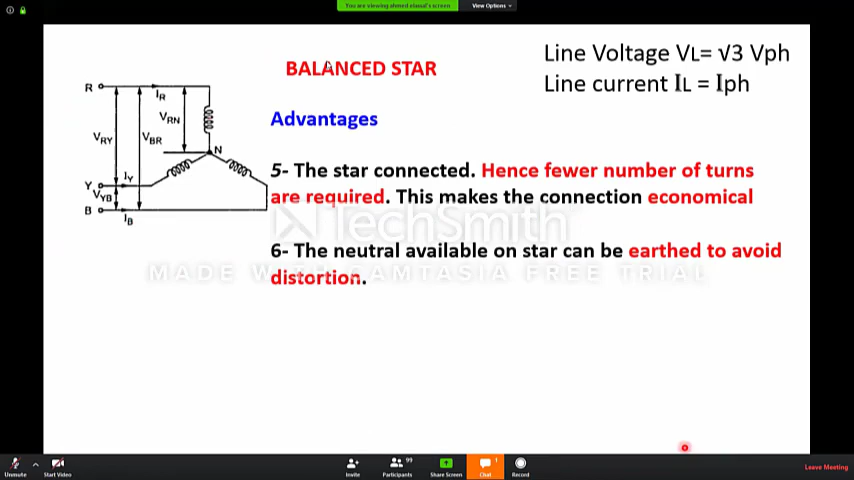 You are viewing ahmed elassal's screen
View Options
Line Voltage VL= √3 Vph
Line current IL = Iph
BALANCED STAR
Advantages
5- The star connected. Hence fewer number of turns
are required. This makes the connection economical
6- The neutral available on star can be earthed to avoid
distortion.
R
IR
VRN
VRY
VBR
N
Y
IY
VYB
B
IB
TechSmith
MADE WITH CAMTASIA FREE TRIAL
Unmute
Start Video
Invite
99
Participants
Share Screen
1
Chat
Record
Leave Meeting